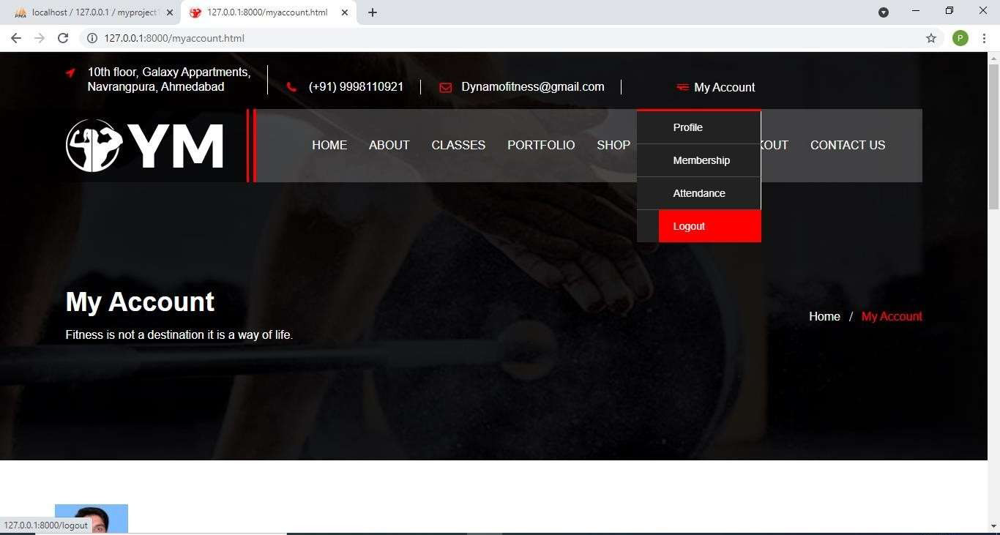 localhost / 127.0.0.1 / myproject1
127.0.0.1:8000/myaccount.html
127.0.0.1:8000/myaccount.html
P
10th floor, Galaxy Appartments,
Navrangpura, Ahmedabad
(+91) 9998110921
Dynamofitness@gmail.com
My Account
YM
HOME ABOUT CLASSES PORTFOLIO SHOP KOUT CONTACT US
Profile
Membership
Attendance
Logout
My Account
Fitness is not a destination it is a way of life.
Home / My Account
127.0.0.1:8000/logout